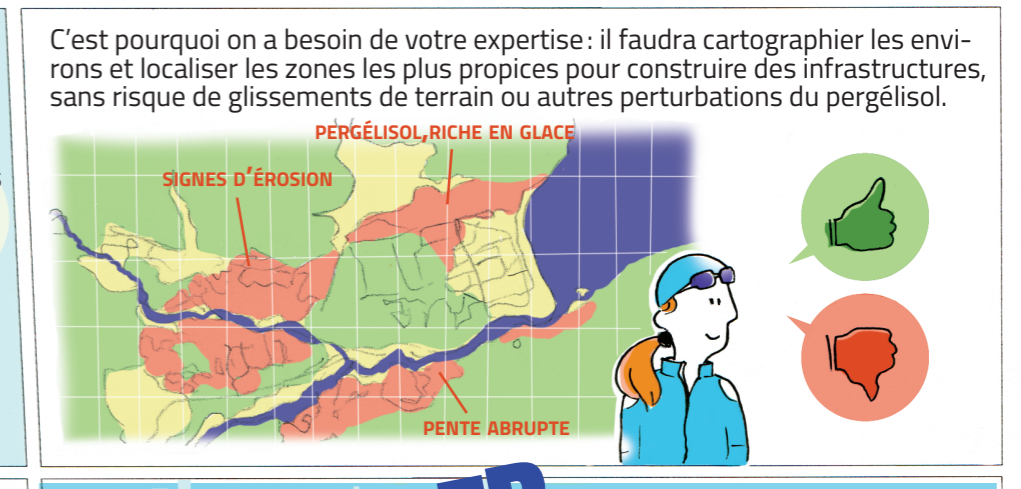 C'est pourquoi on a besoin de votre expertise : il faudra cartographier les envi-
rons et localiser les zones les plus propices pour construire des infrastructures,
sans risque de glissements de terrain ou autres perturbations du pergélisol.
PERGÉLISOL, RICHE EN GLACE
SIGNES D'ÉROSION
PENTE ABRUPTE